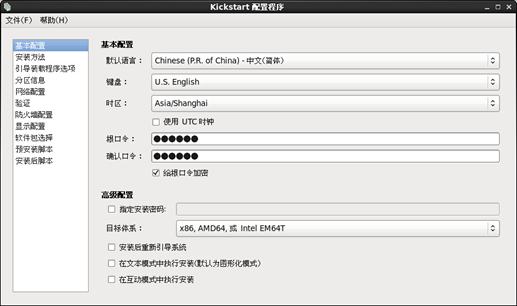 Kickstart 配置程序
文件(F) 帮助(H)
基本配置
安装方法
引导装载程序选项
分区信息
网络配置
验证
防火墙配置
显示配置
软件包选择
预安装脚本
安装后脚本
基本配置
默认语言： Chinese (P.R. of China) - 中文(简体)
键盘： U.S. English
时区： Asia/Shanghai
使用 UTC 时钟
根口令： ●●●●●●
确认口令： ●●●●●●
给根口令加密
高级配置
指定安装密码:
目标体系： x86, AMD64, 或 Intel EM64T
安装后重新引导系统
在文本模式中执行安装(默认为图形化模式)
在互动模式中执行安装